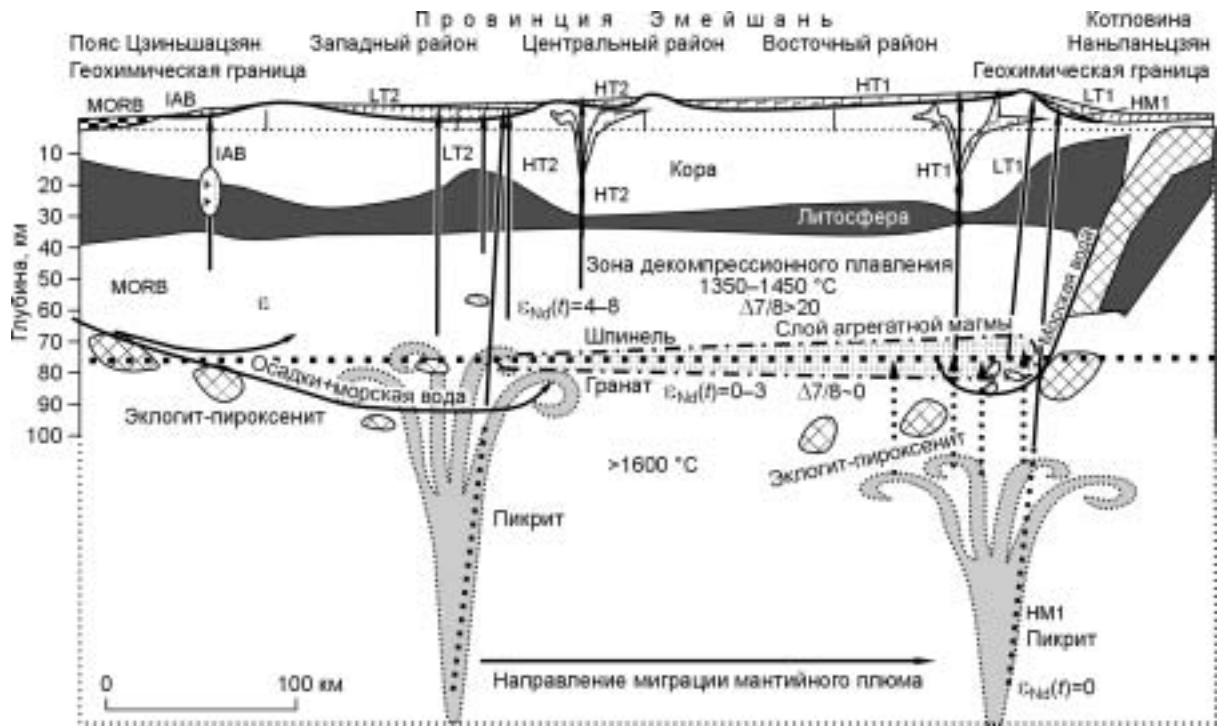 Провинция Эмейшань
Котловина
Пояс Цзиньшацзян
Западный район
Центральный район
Восточный район
Наньпаньцзян
Геохимическая граница
Геохимическая граница
MORB
IAB
LT2
HT2
HT1
LT1
HM1
IAB
LT2
HT2
HT2
Кора
HT1
LT1
Литосфера
Глубина, км
10
20
30
40
50
60
70
80
90
100
MORB
ε
Зона декомпрессионного плавления
1350–1450 °C
εNd(t)=4–8
Δ7/8>20
Морская вода
Шпинель
Слой агрегатной магмы
Осадки+морская вода
Гранат
εNd(t)=0–3
Δ7/8~0
Эклогит-пироксенит
Эклогит-пироксенит
>1600 °C
Пикрит
HM1
Пикрит
εNd(t)=0
Направление миграции мантийного плюма
0
100 км